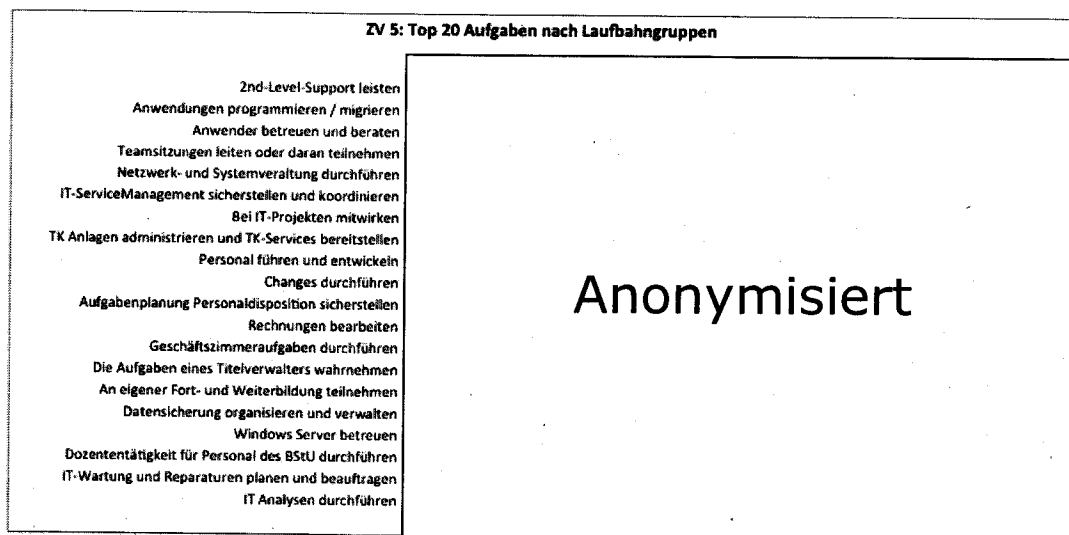 ZV 5: Top 20 Aufgaben nach Laufbahngruppen
2nd-Level-Support leisten
Anwendungen programmieren / migrieren
Anwender betreuen und beraten
Teamsitzungen leiten oder daran teilnehmen
Netzwerk- und Systemveraltung durchführen
IT-ServiceManagement sicherstellen und koordinieren
Bei IT-Projekten mitwirken
TK Anlagen administrieren und TK-Services bereitstellen
Personal führen und entwickeln
Changes durchführen
Aufgabenplanung Personaldisposition sicherstellen
Rechnungen bearbeiten
Geschäftszimmeraufgaben durchführen
Die Aufgaben eines Titelverwalters wahrnehmen
An eigener Fort- und Weiterbildung teilnehmen
Datensicherung organisieren und verwalten
Windows Server betreuen
Dozententätigkeit für Personal des BStU durchführen
IT-Wartung und Reparaturen planen und beauftragen
IT Analysen durchführen
Anonymisiert